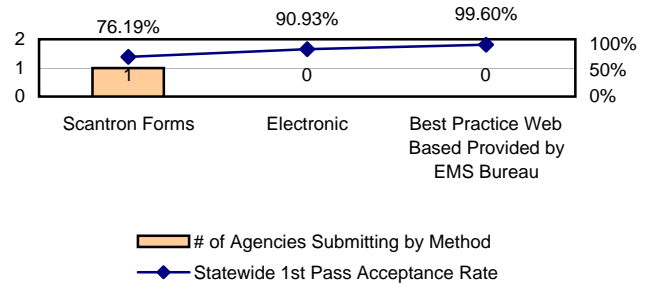 76.19%
90.93%
99.60%
2
1
0
1
0
0
100%
50%
0%
Scantron Forms
Electronic
Best Practice Web
Based Provided by
EMS Bureau
# of Agencies Submitting by Method
Statewide 1st Pass Acceptance Rate